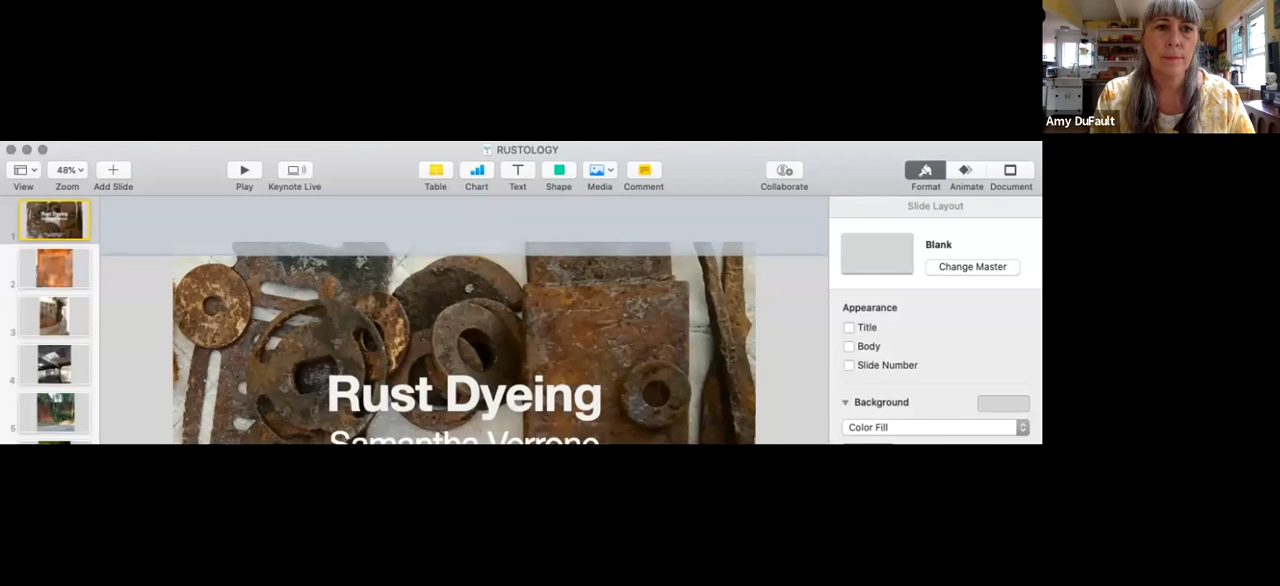 Amy DuFault
RUSTOLOGY
48%
View
Zoom
Add Slide
Play
Keynote Live
Table
Chart
Text
Shape
Media
Comment
Collaborate
Format
Animate
Document
1
2
3
4
5
Rust Dyeing
Samantha Verrone
Slide Layout
Blank
Change Master
Appearance
Title
Body
Slide Number
Background
Color Fill